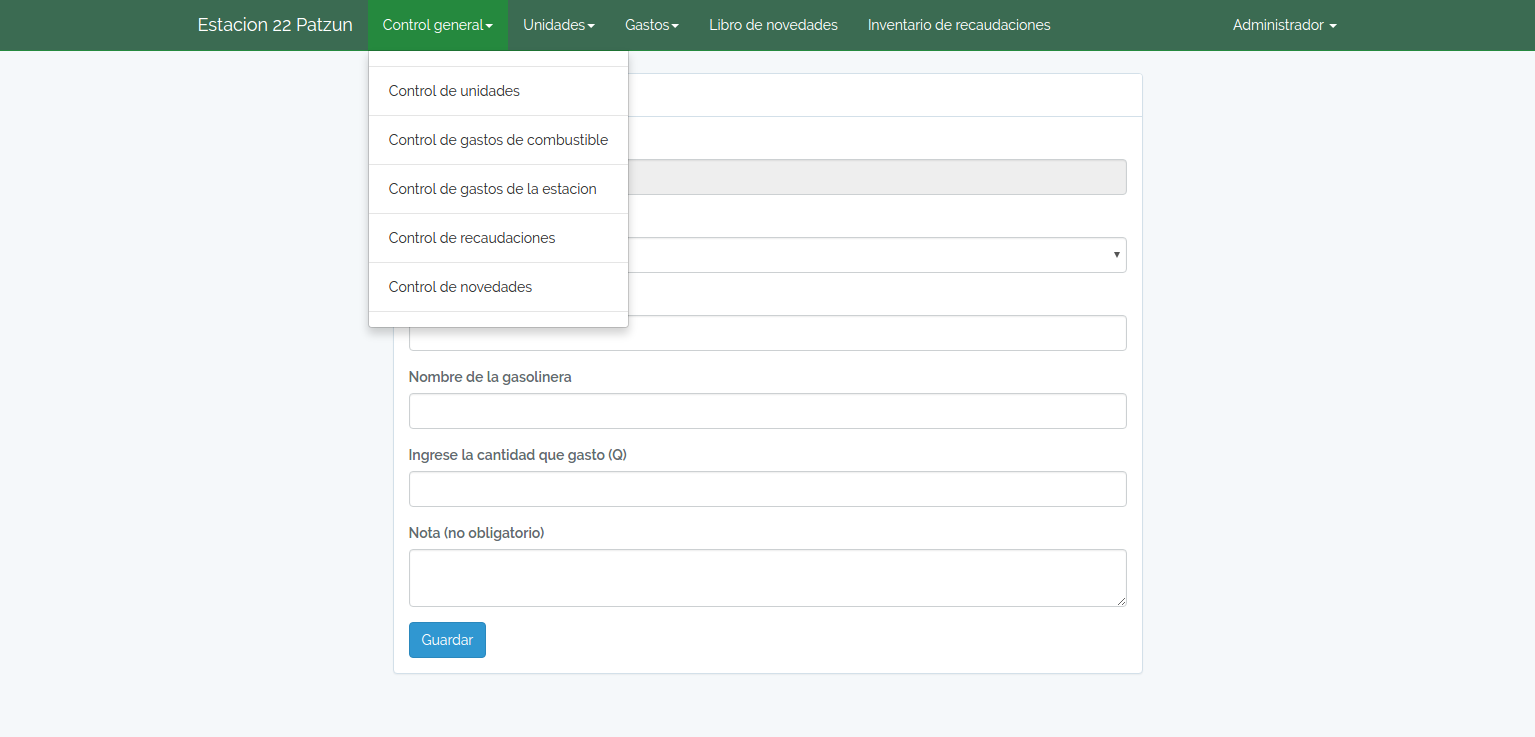 Estacion 22 Patzun Control general Unidades Gastos Libro de novedades Inventario de recaudaciones Administrador
Control de unidades
Control de gastos de combustible
Control de gastos de la estacion
Control de recaudaciones
Control de novedades
Nombre de la gasolinera
Ingrese la cantidad que gasto (Q)
Nota (no obligatorio)
Guardar